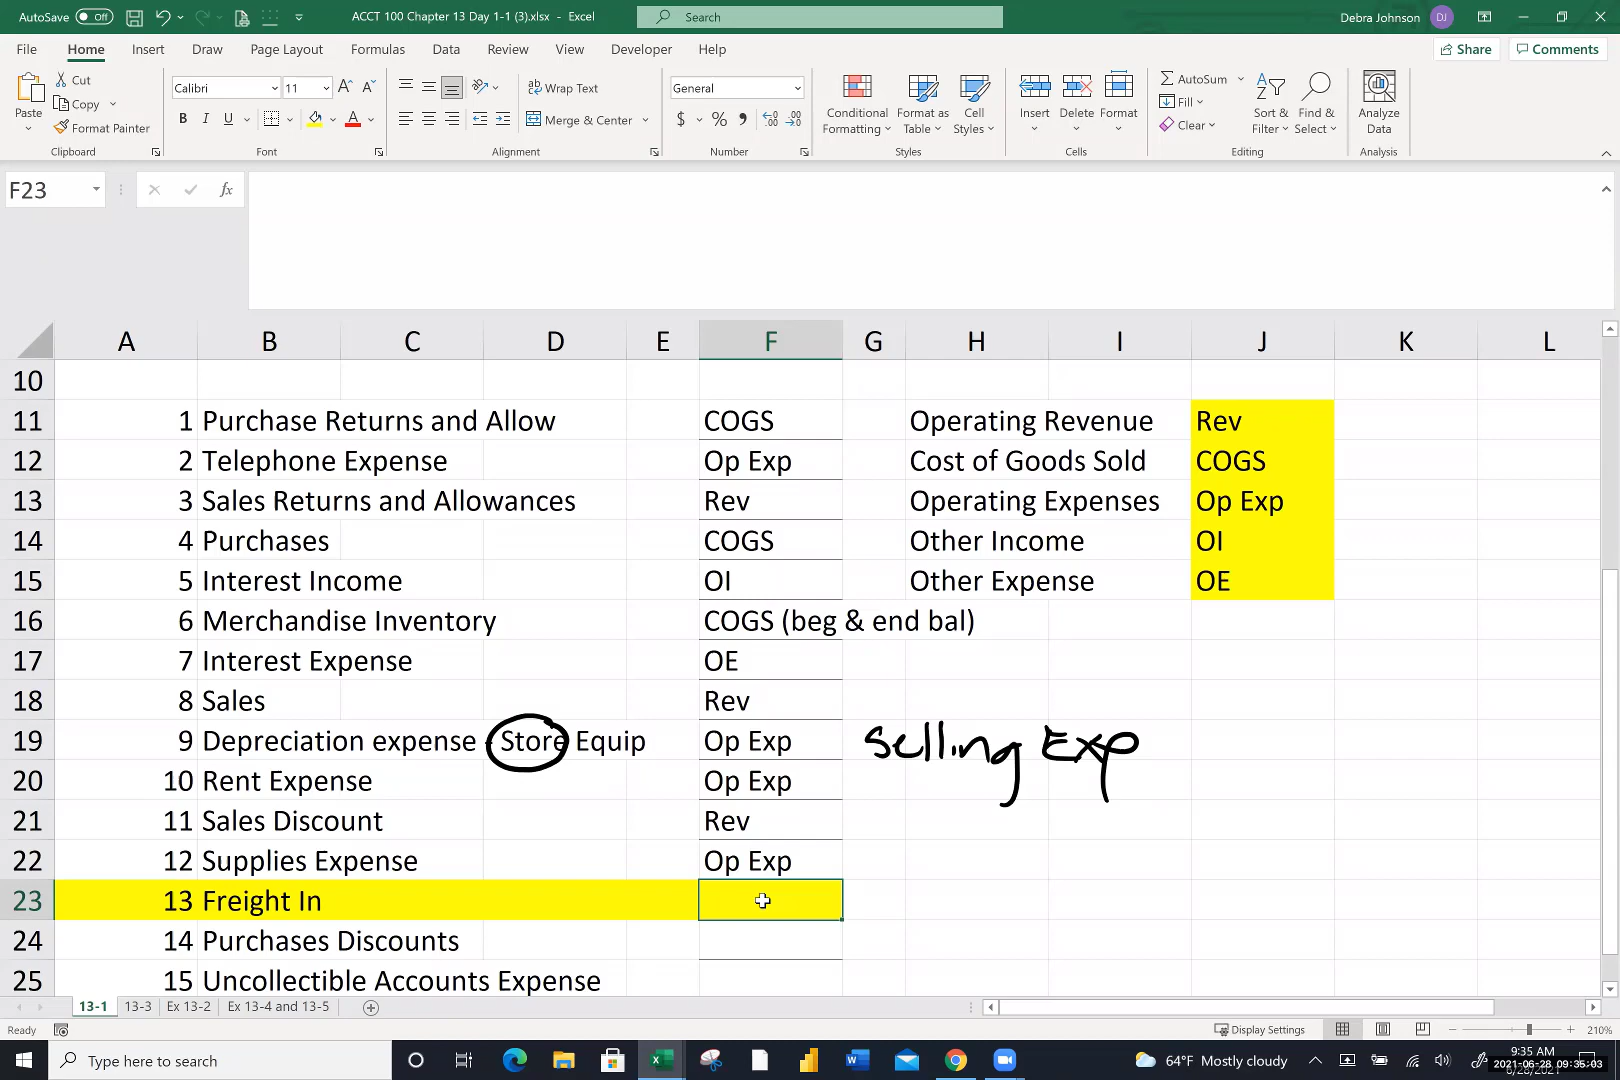 AutoSave Off ACCT 100 Chapter 13 Day 1-1 (3).xlsx - Excel Search Debra Johnson DJ
File Home Insert Draw Page Layout Formulas Data Review View Developer Help Share Comments
Paste Cut Copy Format Painter Clipboard
Calibri 11 B I U A Font
Wrap Text Merge & Center Alignment
General $ % Number
Conditional Formatting Format as Table Cell Styles Styles
Insert Delete Format Cells
AutoSum Fill Clear Sort & Filter Find & Select Editing
Analyze Data Analysis
F23 fx
A B C D E F G H I J K L
10
11 1 Purchase Returns and Allow COGS Operating Revenue Rev
12 2 Telephone Expense Op Exp Cost of Goods Sold COGS
13 3 Sales Returns and Allowances Rev Operating Expenses Op Exp
14 4 Purchases COGS Other Income OI
15 5 Interest Income OI Other Expense OE
16 6 Merchandise Inventory COGS (beg & end bal)
17 7 Interest Expense OE
18 8 Sales Rev
19 9 Depreciation expense - Store Equip Op Exp Selling Exp
20 10 Rent Expense Op Exp
21 11 Sales Discount Rev
22 12 Supplies Expense Op Exp
23 13 Freight In
24 14 Purchases Discounts
25 15 Uncollectible Accounts Expense
13-1 13-3 Ex 13-2 Ex 13-4 and 13-5
Ready Display Settings 210%
Type here to search 64°F Mostly cloudy 9:35 AM
2021-06-28 09:35:03